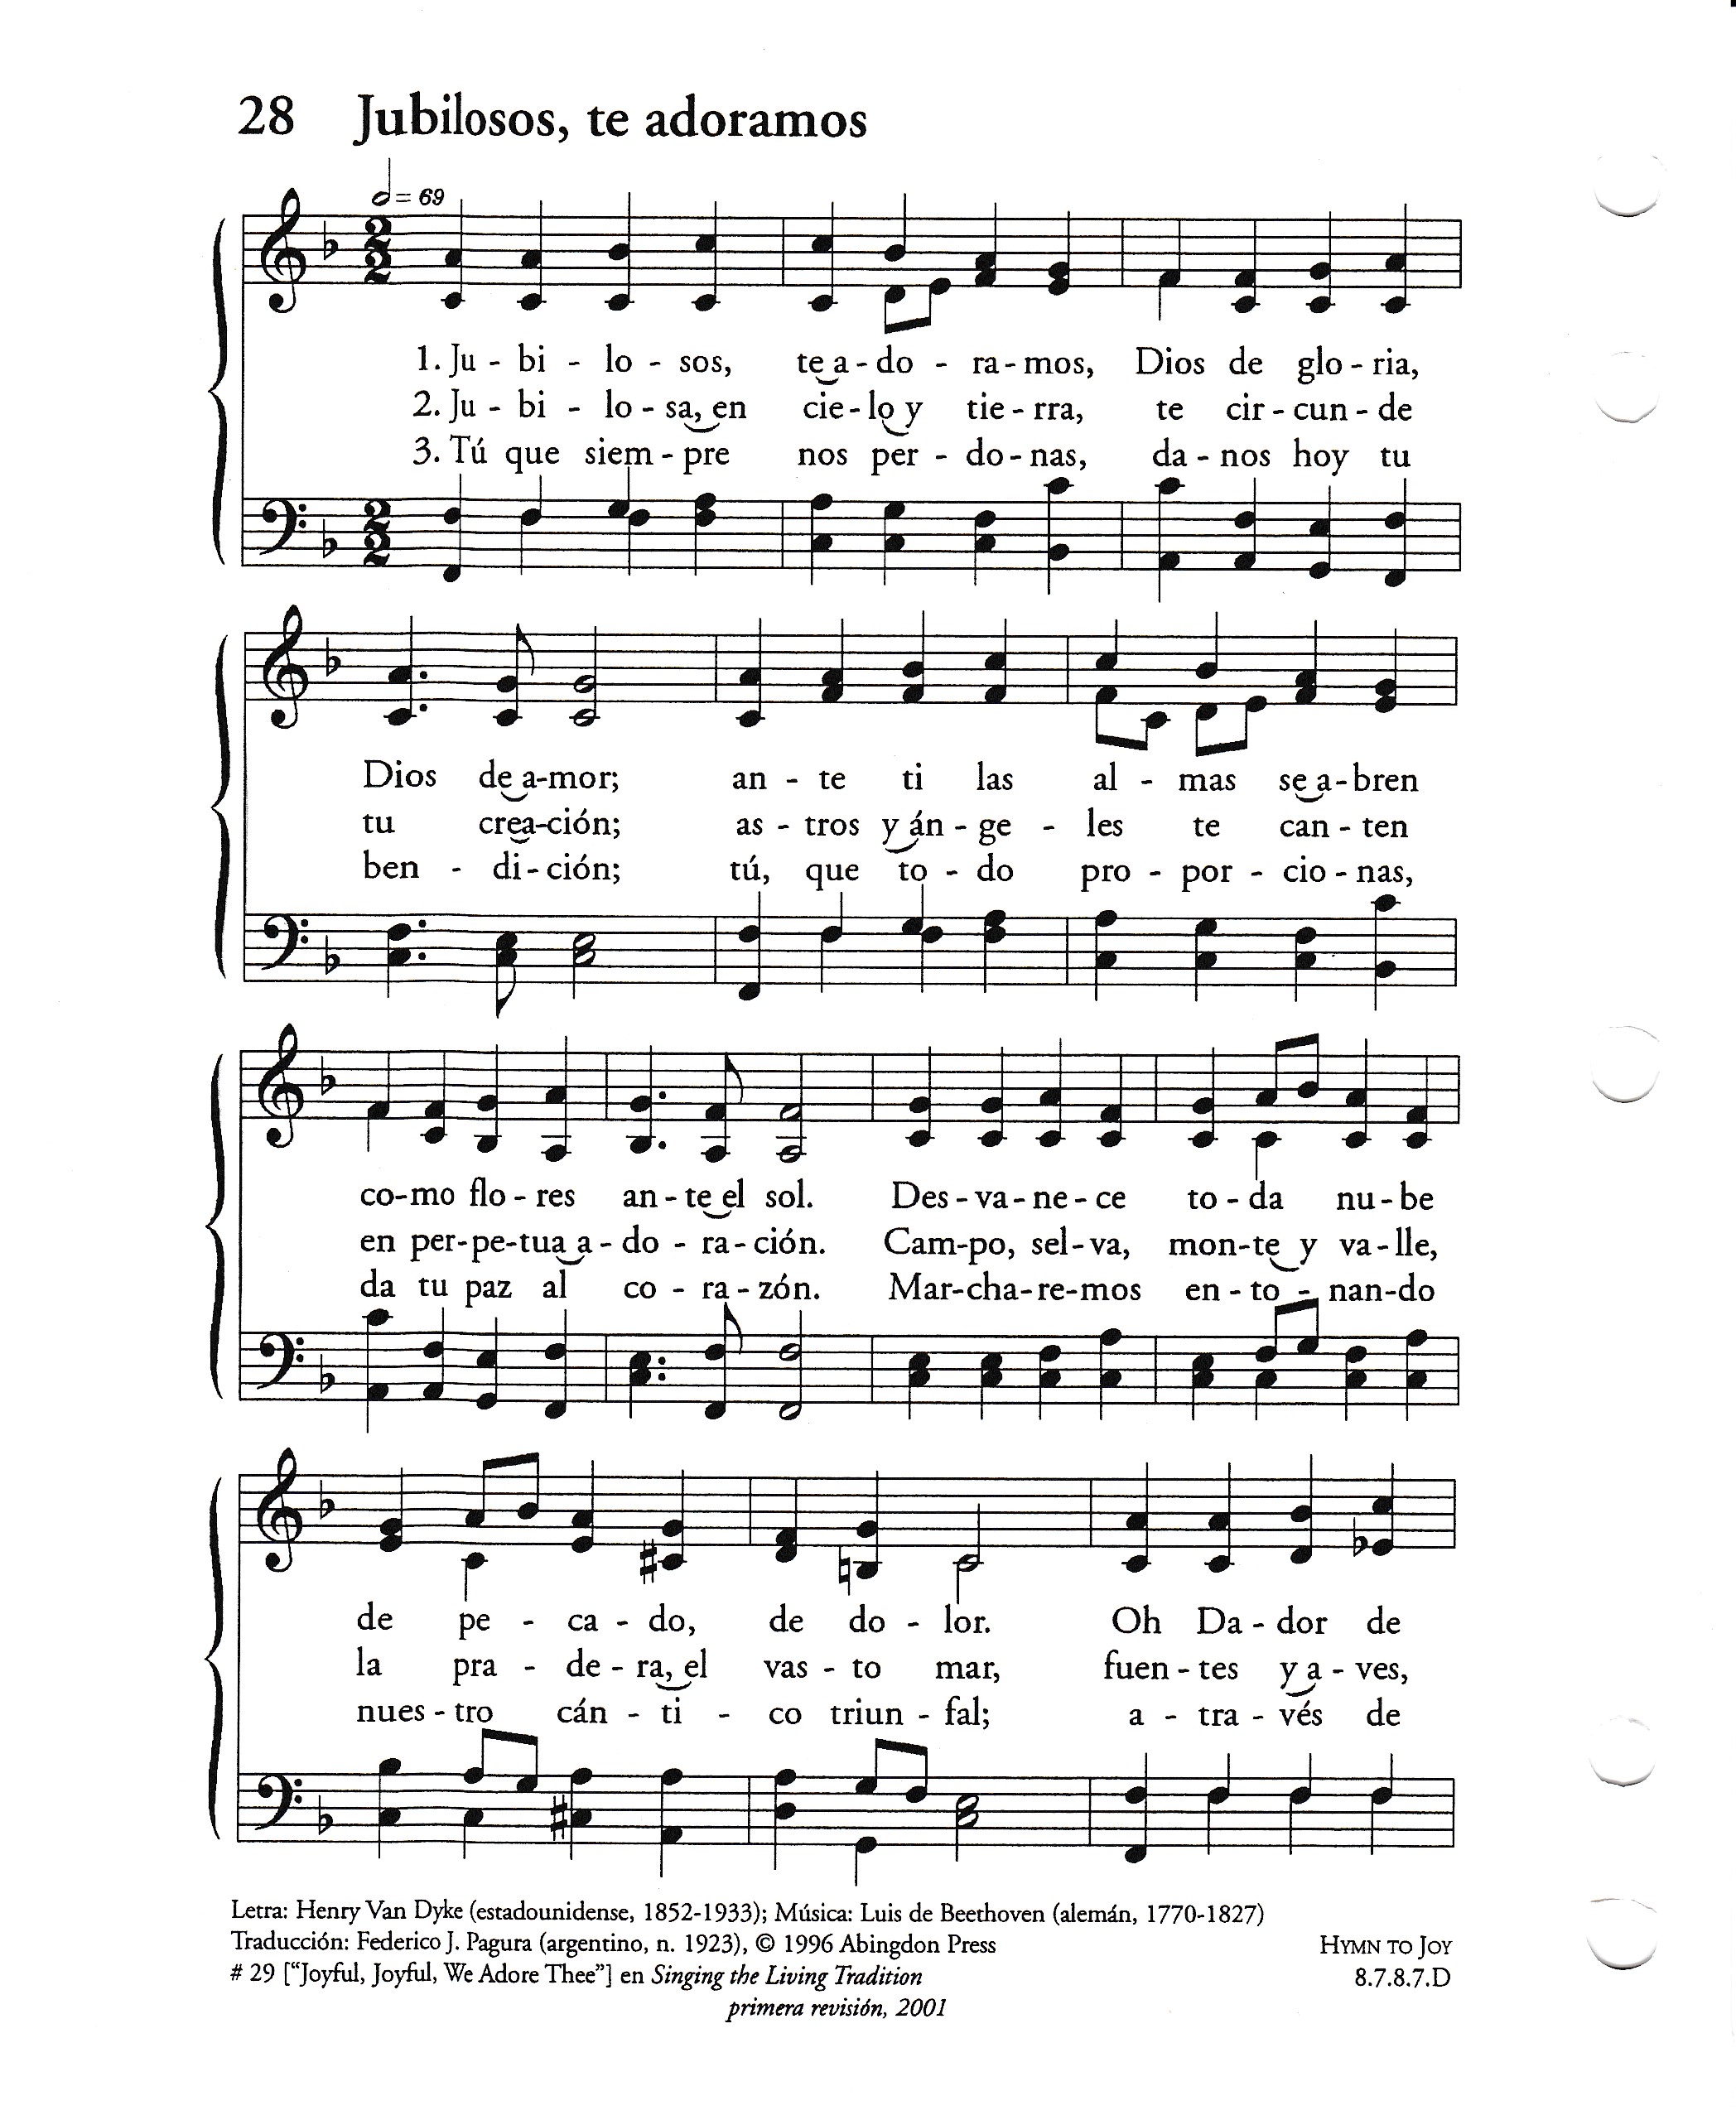 28 Jubilosos, te adoramos
= 69
1. Ju - bi - lo - sos, te a - do - ra - mos, Dios de glo - ria,
2. Ju - bi - lo - sa, en cie - lo y tie - rra, te cir - cun - de
3. Tú que siem - pre nos per - do - nas, da - nos hoy tu
Dios de a-mor; an - te ti las al - mas se a - bren
tu crea-ción; as - tros y án - ge - les te can - ten
ben - di - ción; tú, que to - do pro - por - cio - nas,
co-mo flo - res an - te el sol. Des - va - ne - ce to - da nu - be
en per-pe-tua a - do - ra - ción. Cam-po, sel - va, mon-te y va - lle,
da tu paz al co - ra - zón. Mar-cha-re-mos en - to - nan-do
de pe - ca - do, de do - lor. Oh Da - dor de
la pra - de - ra, el vas - to mar, fuen - tes y a - ves,
nues - tro cán - ti - co triun - fal; a - tra - vés de
Letra: Henry Van Dyke (estadounidense, 1852-1933); Música: Luis de Beethoven (alemán, 1770-1827)
Traducción: Federico J. Pagura (argentino, n. 1923), © 1996 Abingdon Press HYMN TO JOY
# 29 ["Joyful, Joyful, We Adore Thee"] en Singing the Living Tradition 8.7.8.7.D
primera revisión, 2001